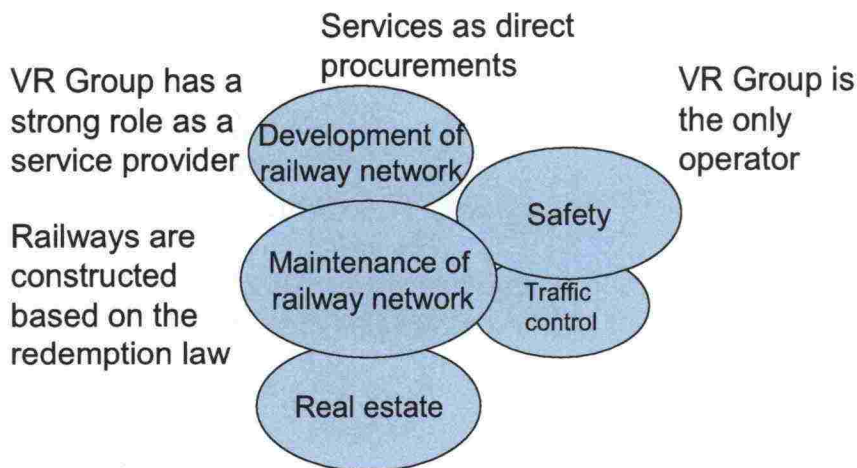 Services as direct
procurements
VR Group has a
strong role as a
service provider
VR Group is
the only
operator
Development of
railway network
Safety
Railways are
constructed
based on the
redemption law
Maintenance of
railway network
Traffic
control
Real estate